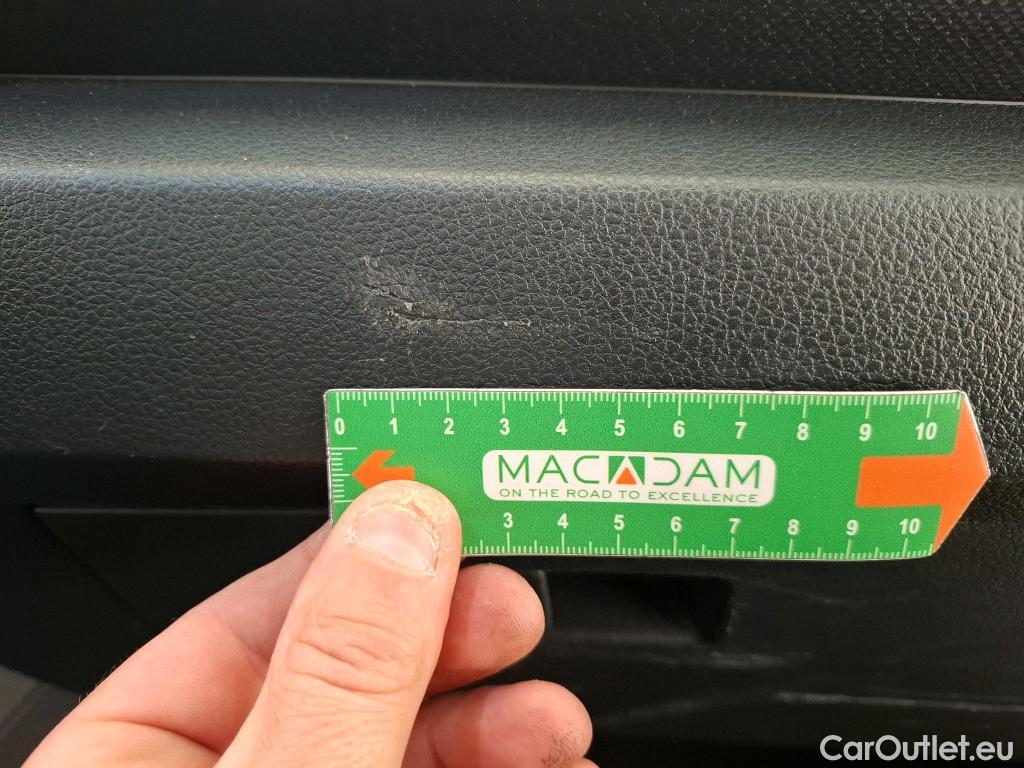 0 1 2 3 4 5 6 7 8 9 10
MACADAM
ON THE ROAD TO EXCELLENCE
3 4 5 6 7 8 9 10
CarOutlet.eu